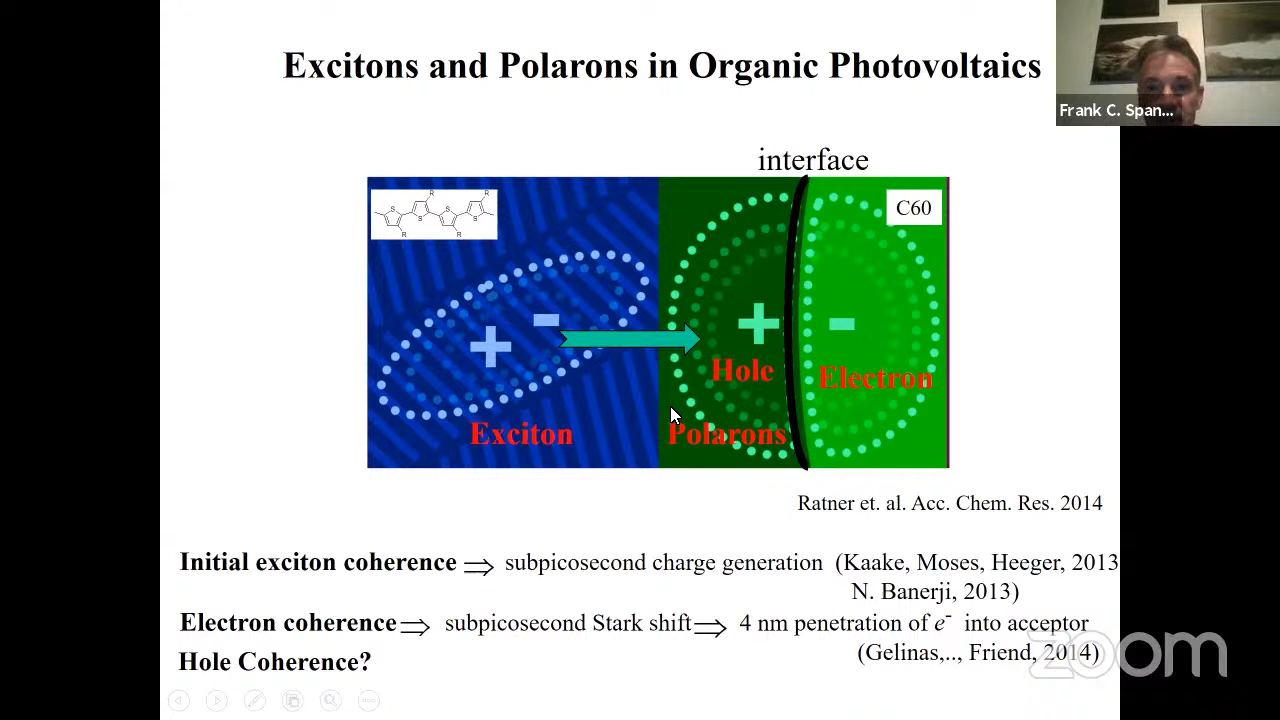 Excitons and Polarons in Organic Photovoltaics
Frank C. Span...
interface
R
R
S
S
S
S
R
R
C60
+
-
+
-
Hole
Electron
Exciton
Polarons
Ratner et. al. Acc. Chem. Res. 2014
Initial exciton coherence ⇒ subpicosecond charge generation (Kaake, Moses, Heeger, 2013
N. Banerji, 2013)
Electron coherence ⇒ subpicosecond Stark shift ⇒ 4 nm penetration of e⁻ into acceptor
(Gelinas,.., Friend, 2014)
Hole Coherence?
zoom